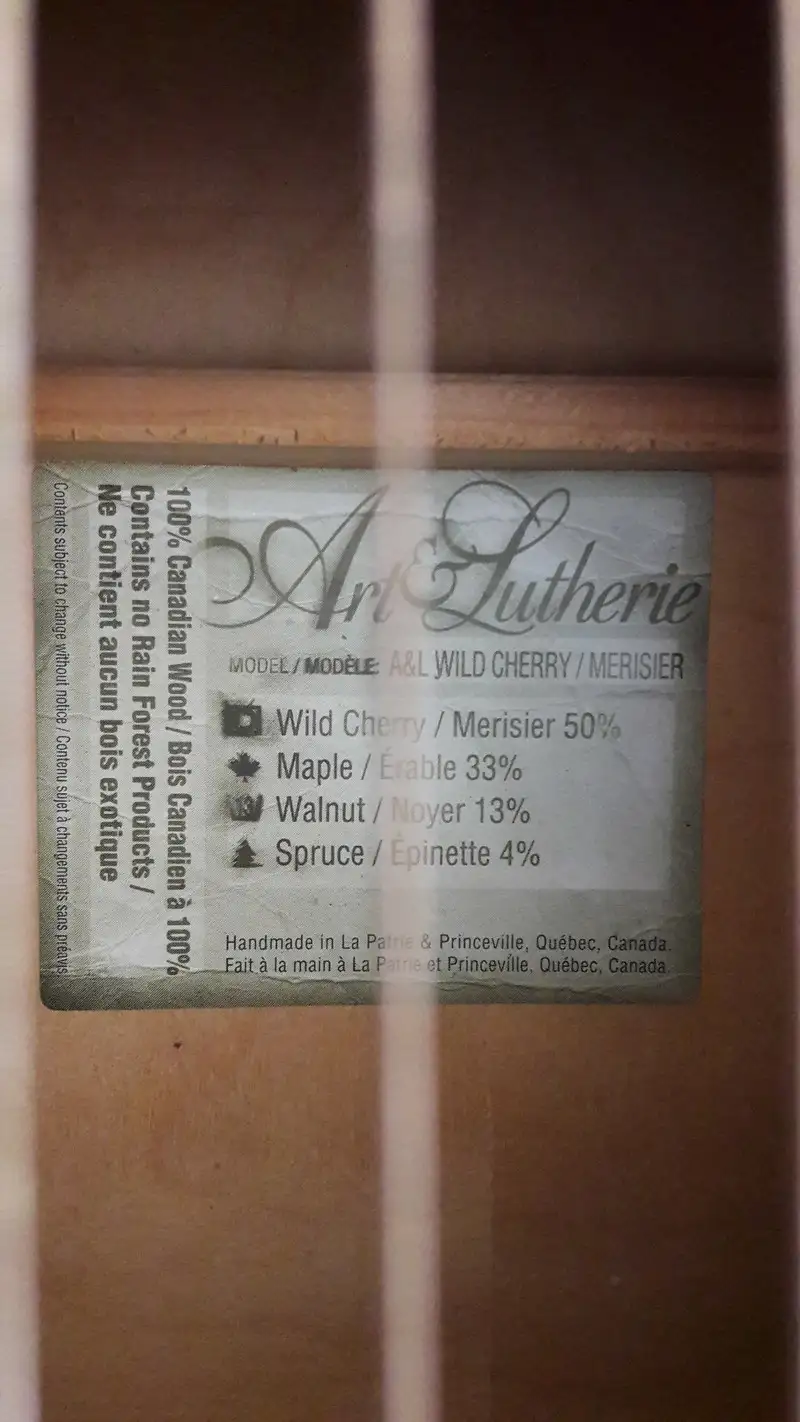 Art & Lutherie
MODEL / MODÈLE: A&L WILD CHERRY / MERISIER
Wild Cherry / Merisier 50%
Maple / Érable 33%
Walnut / Noyer 13%
Spruce / Épinette 4%
Handmade in La Patrie & Princeville, Québec, Canada.
Fait à la main à La Patrie et Princeville, Québec, Canada.
100% Canadian Wood / Bois Canadien à 100%
Contains no Rain Forest Products /
Ne contient aucun bois exotique
Contents subject to change without notice / Contenu sujet à changements sans préavis